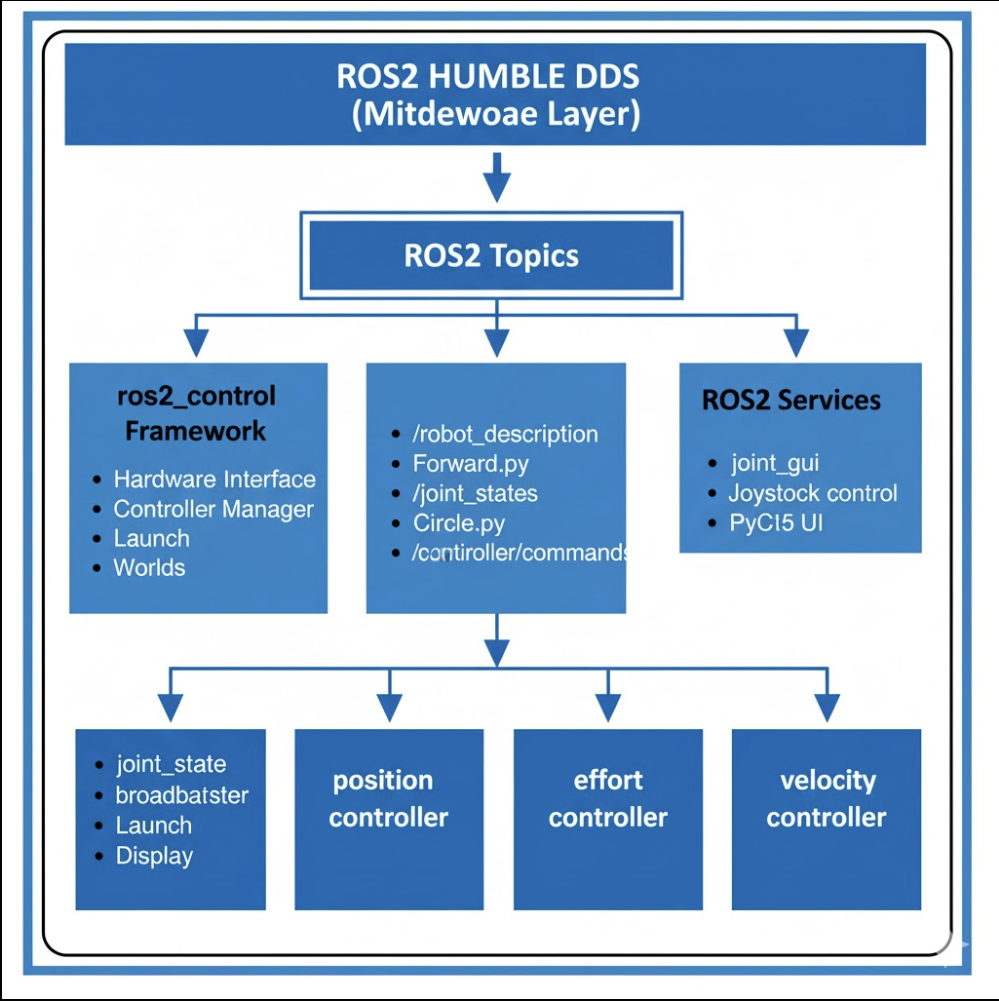 ROS2 HUMBLE DDS
(Mitdewoae Layer)
ROS2 Topics
ros2_control
Framework
• Hardware Interface
• Controller Manager
• Launch
• Worlds
• /robot_description
• Forward.py
• /joint_states
• Circle.py
• /contiroller/commands
ROS2 Services
• joint_gui
• Joystock control
• PyCt5 UI
• joint_state
• broadbatster
• Launch
• Display
position
controller
effort
controller
velocity
controller